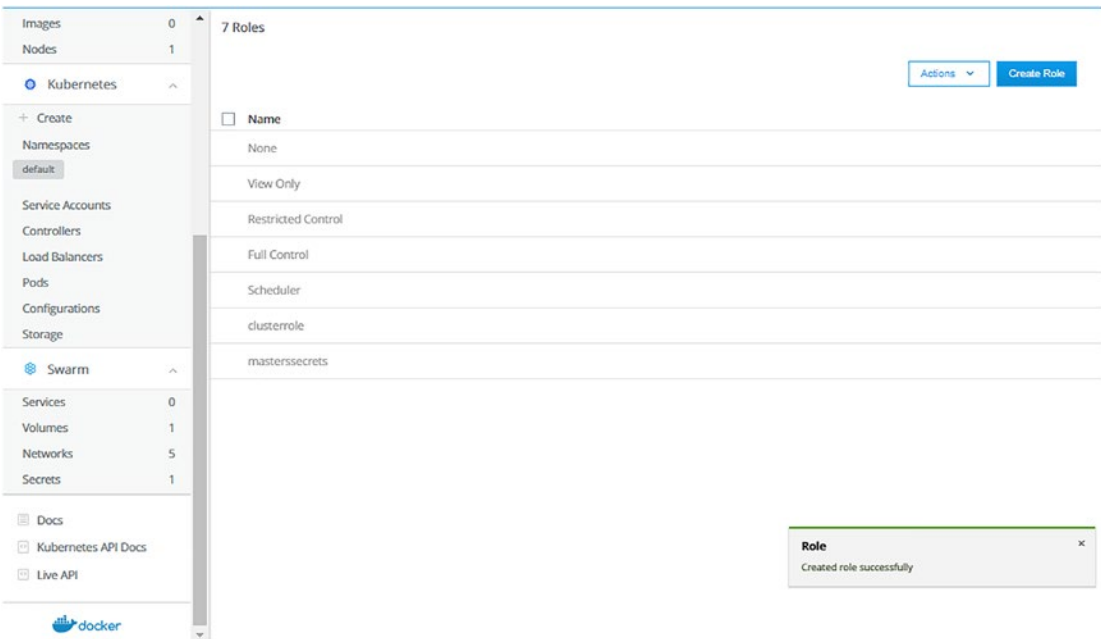 Images 0
Nodes 1
Kubernetes
+ Create
Namespaces
default
Service Accounts
Controllers
Load Balancers
Pods
Configurations
Storage
Swarm
Services 0
Volumes 1
Networks 5
Secrets 1
Docs
Kubernetes API Docs
Live API
docker
7 Roles
Actions Create Role
Name
None
View Only
Restricted Control
Full Control
Scheduler
clusterrole
masterssecrets
Role ×
Created role successfully